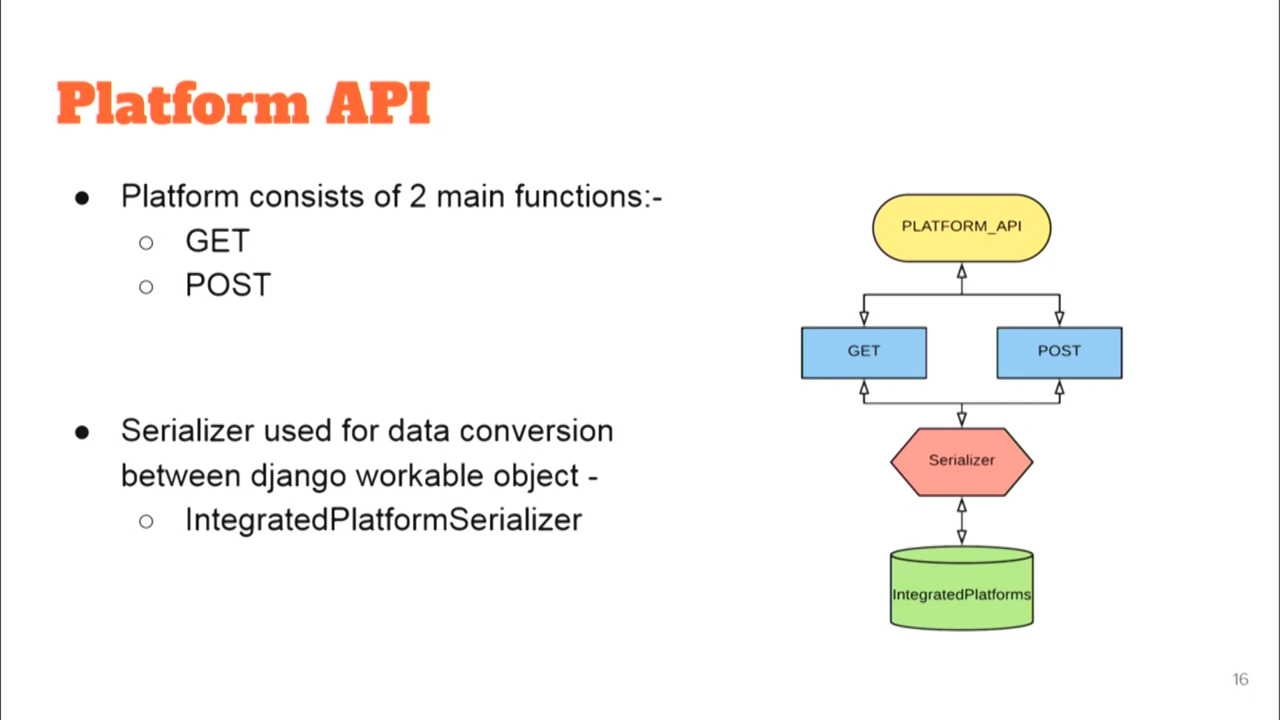 Platform API
● Platform consists of 2 main functions:-
○ GET
○ POST
● Serializer used for data conversion
between django workable object -
○ IntegratedPlatformSerializer
PLATFORM_API
GET
POST
Serializer
IntegratedPlatforms
16